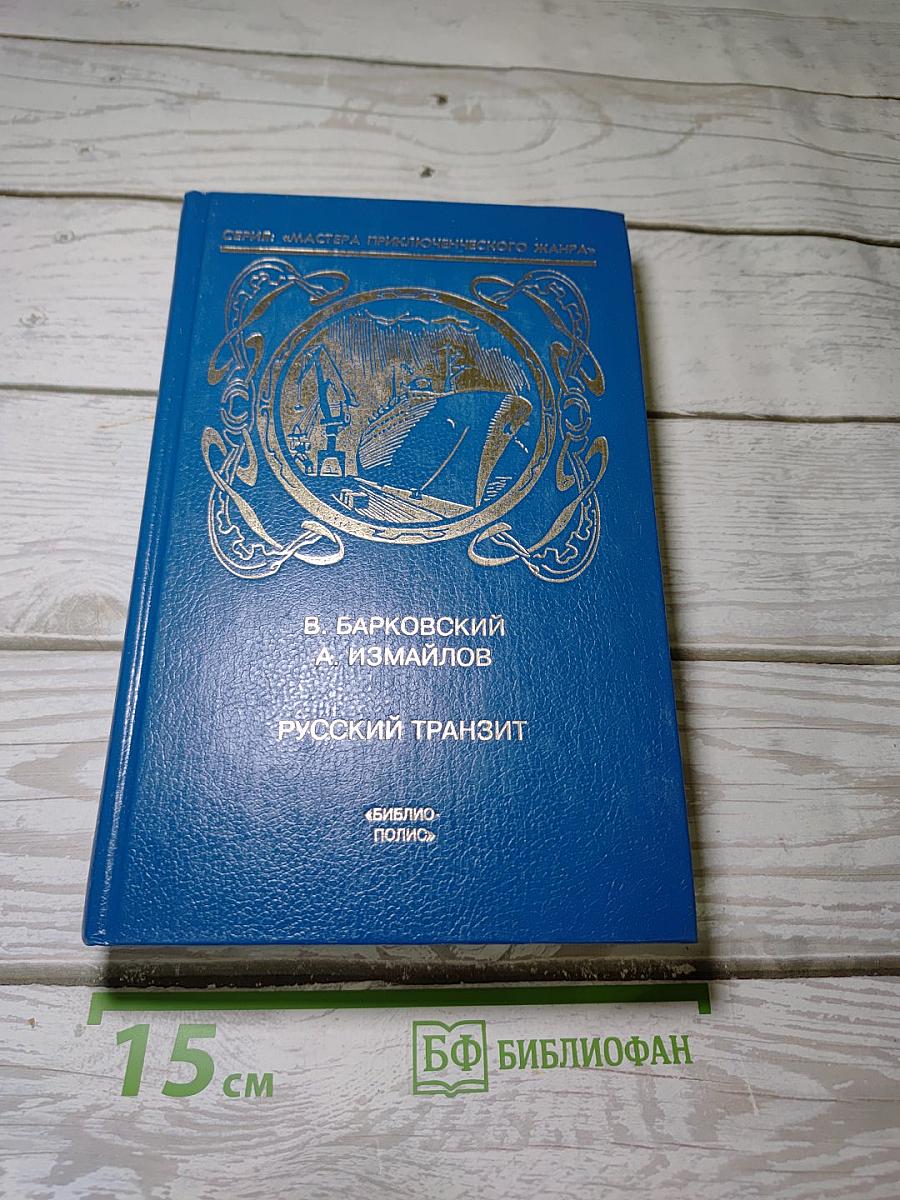 СЕРИЯ: «МАСТЕРА ПРИКЛЮЧЕНЧЕСКОГО ЖАНРА»
В. БАРКОВСКИЙ
А. ИЗМАЙЛОВ
РУССКИЙ ТРАНЗИТ
«БИБЛИО-
ПОЛИС»
15 см
БФ БИБЛИОФАН